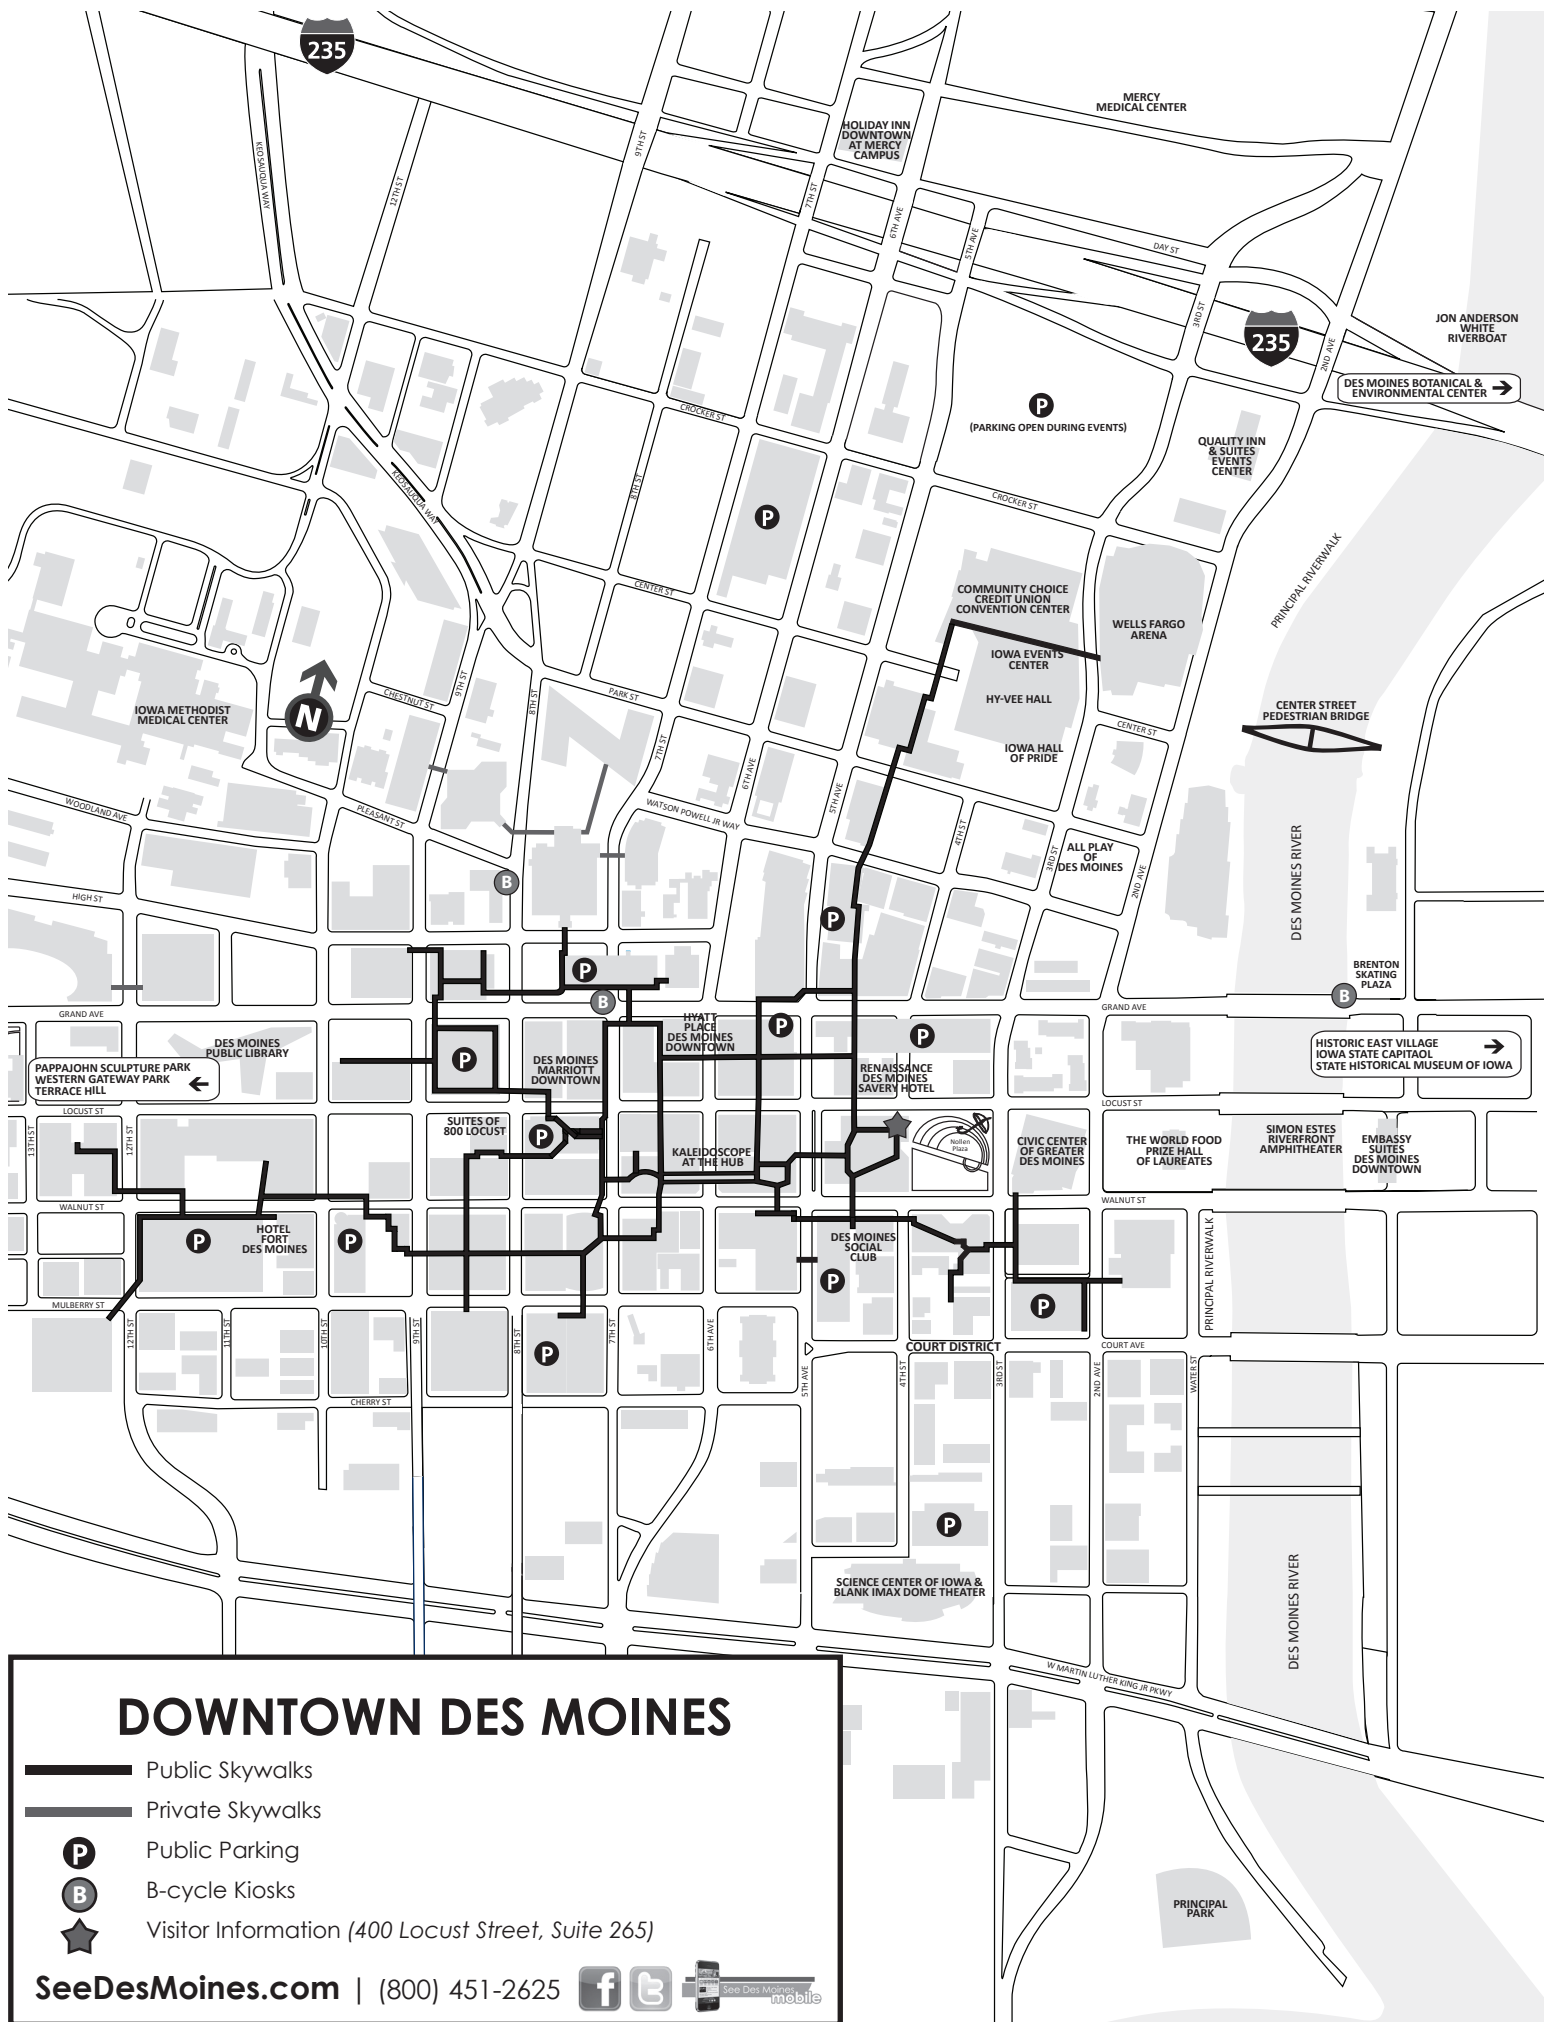 235
MERCY
MEDICAL CENTER
HOLIDAY INN
DOWNTOWN
AT MERCY
CAMPUS
9TH ST
KEOSAUQUA WAY
12TH ST
7TH ST
6TH AVE
5TH AVE
DAY ST
3RD ST
235
2ND AVE
JON ANDERSON
WHITE
RIVERBOAT
DES MOINES BOTANICAL &
ENVIRONMENTAL CENTER
P
(PARKING OPEN DURING EVENTS)
CROCKER ST
QUALITY INN
& SUITES
EVENTS
CENTER
KEOSAUQUA WAY
8TH ST
P
CROCKER ST
PRINCIPAL RIVERWALK
CENTER ST
COMMUNITY CHOICE
CREDIT UNION
CONVENTION CENTER
WELLS FARGO
ARENA
IOWA EVENTS
CENTER
HY-VEE HALL
IOWA HALL
OF PRIDE
CENTER ST
CENTER STREET
PEDESTRIAN BRIDGE
IOWA METHODIST
MEDICAL CENTER
N
CHESTNUT ST
9TH ST
8TH ST
PARK ST
7TH ST
6TH AVE
5TH AVE
WOODLAND AVE
PLEASANT ST
WATSON POWELL JR WAY
4TH ST
3RD ST
ALL PLAY
OF
DES MOINES
2ND AVE
DES MOINES RIVER
HIGH ST
B
P
P
B
BRENTON
SKATING
PLAZA
B
GRAND AVE
GRAND AVE
DES MOINES
PUBLIC LIBRARY
PAPPAJOHN SCULPTURE PARK
WESTERN GATEWAY PARK
TERRACE HILL
P
DES MOINES
MARRIOTT
DOWNTOWN
HYATT
PLACE
DES MOINES
DOWNTOWN
P
P
RENAISSANCE
DES MOINES
SAVERY HOTEL
HISTORIC EAST VILLAGE
IOWA STATE CAPITAOL
STATE HISTORICAL MUSEUM OF IOWA
LOCUST ST
LOCUST ST
13TH ST
12TH ST
SUITES OF
800 LOCUST
P
KALEIDOSCOPE
AT THE HUB
Nollen
Plaza
CIVIC CENTER
OF GREATER
DES MOINES
THE WORLD FOOD
PRIZE HALL
OF LAUREATES
SIMON ESTES
RIVERFRONT
AMPHITHEATER
EMBASSY
SUITES
DES MOINES
DOWNTOWN
WALNUT ST
WALNUT ST
P
HOTEL
FORT
DES MOINES
P
DES MOINES
SOCIAL
CLUB
P
P
PRINCIPAL RIVERWALK
MULBERRY ST
12TH ST
11TH ST
10TH ST
9TH ST
8TH ST
P
7TH ST
6TH AVE
5TH AVE
COURT DISTRICT
4TH ST
3RD ST
2ND AVE
COURT AVE
WATER ST
CHERRY ST
P
SCIENCE CENTER OF IOWA &
BLANK IMAX DOME THEATER
DES MOINES RIVER
W MARTIN LUTHER KING JR PKWY
PRINCIPAL
PARK
DOWNTOWN DES MOINES
Public Skywalks
Private Skywalks
P Public Parking
B B-cycle Kiosks
Visitor Information (400 Locust Street, Suite 265)
SeeDesMoines.com | (800) 451-2625
f t See Des Moines
mobile